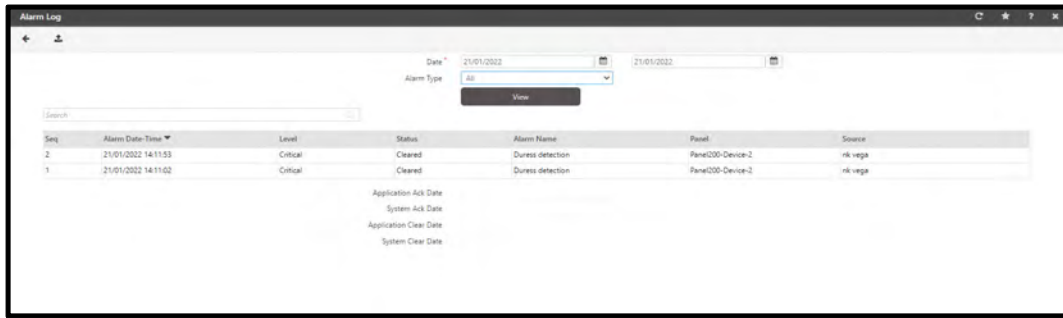 Alarm Log
Date * 21/01/2022 21/01/2022
Alarm Type All
View
Search
Seq Alarm Date-Time Level Status Alarm Name Panel Source
2 21/01/2022 14:11:53 Critical Cleared Duress detection Panel200-Device-2 nk vega
1 21/01/2022 14:11:02 Critical Cleared Duress detection Panel200-Device-2 nk vega
Application Ack Date
System Ack Date
Application Clear Date
System Clear Date